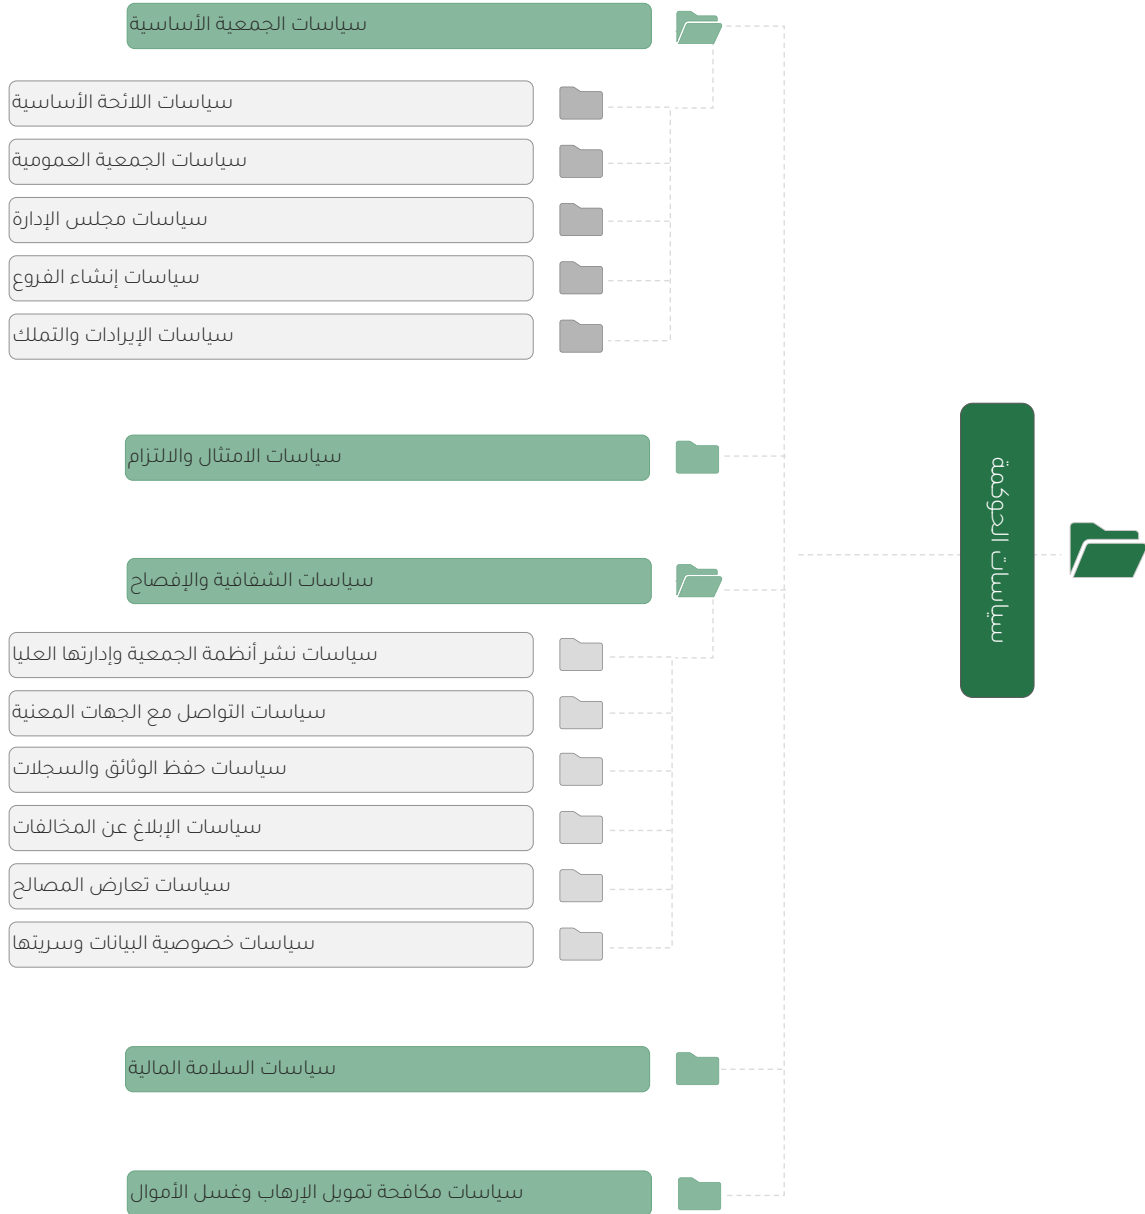 سياسات الحوكمة
سياسات الجمعية الأساسية
سياسات اللائحة الأساسية
سياسات الجمعية العمومية
سياسات مجلس الإدارة
سياسات إنشاء الفروع
سياسات الإيرادات والتملك
سياسات الامتثال والالتزام
سياسات الشفافية والإفصاح
سياسات نشر أنظمة الجمعية وإدارتها العليا
سياسات التواصل مع الجهات المعنية
سياسات حفظ الوثائق والسجلات
سياسات الإبلاغ عن المخالفات
سياسات تعارض المصالح
سياسات خصوصية البيانات وسريتها
سياسات السلامة المالية
سياسات مكافحة تمويل الإرهاب وغسل الأموال